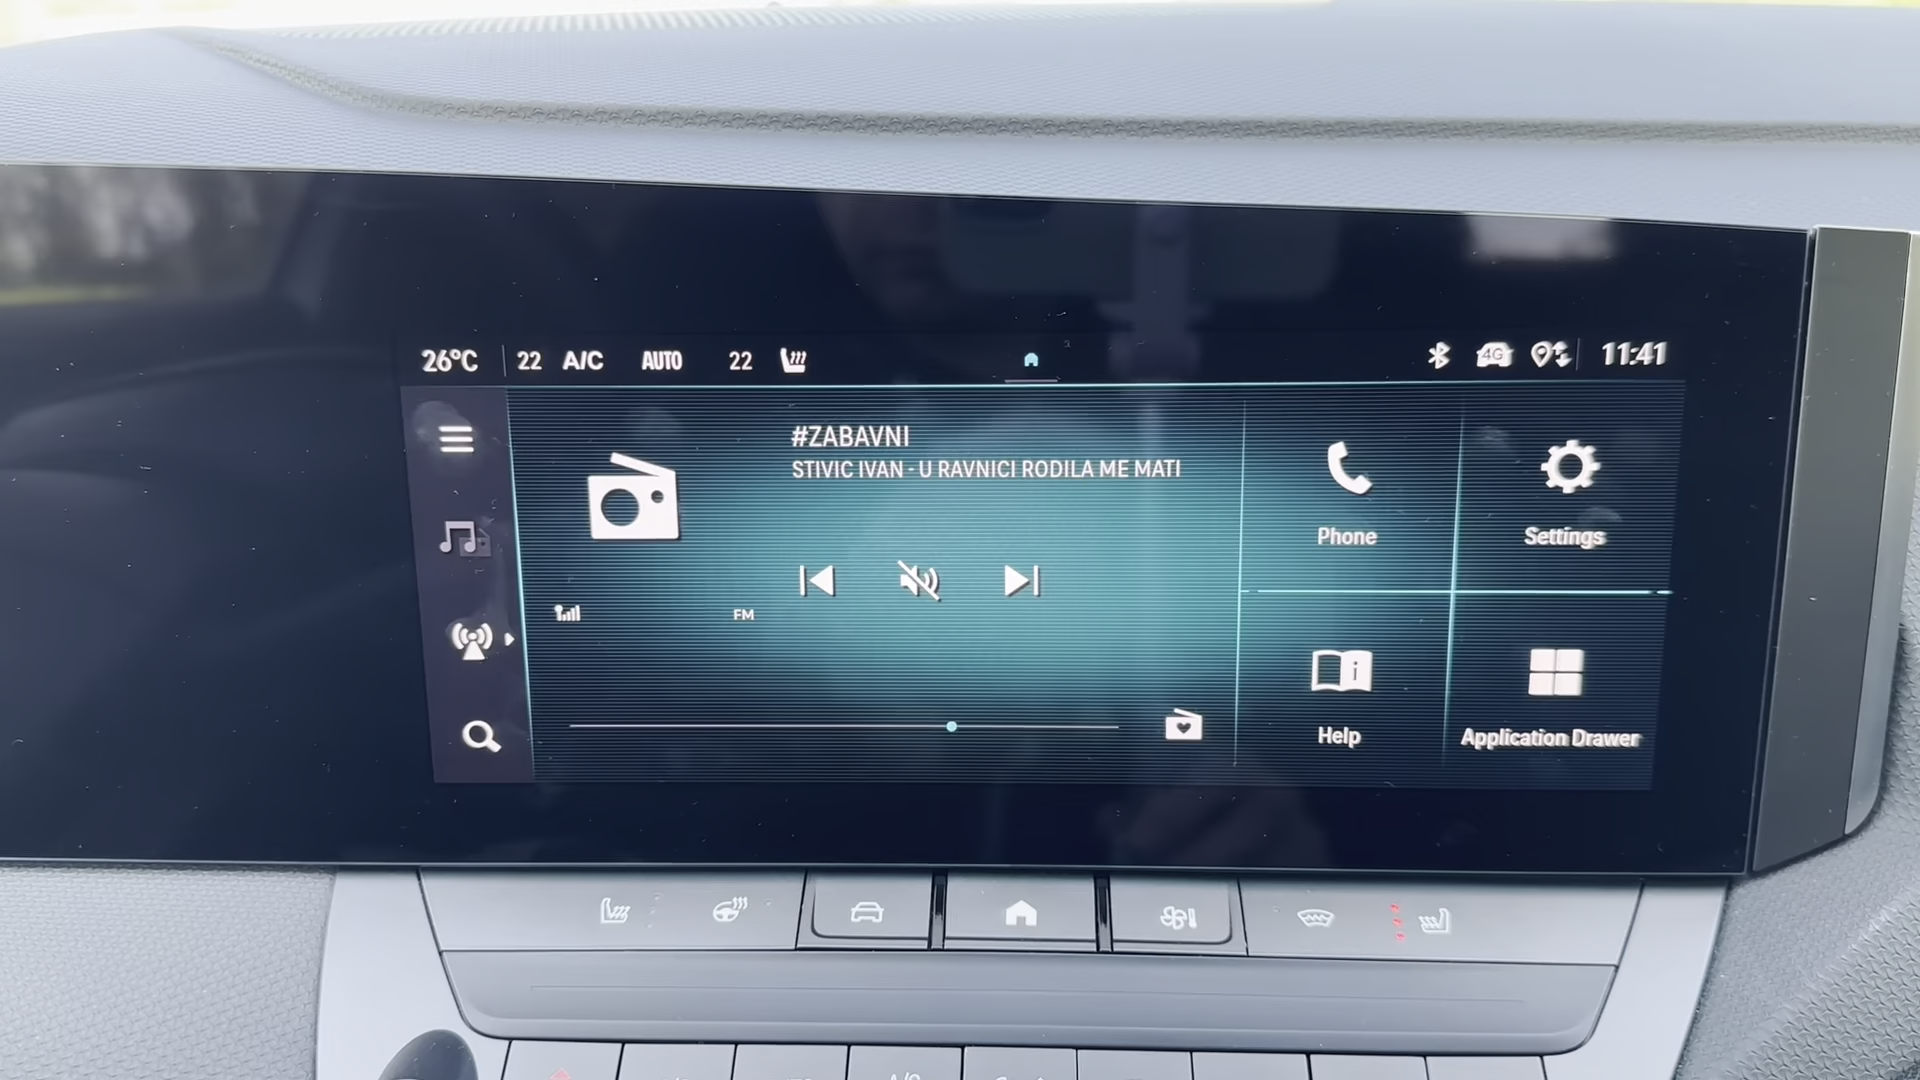 26°C 22 A/C AUTO 22 4G 11:41
#ZABAVNI
STIVIC IVAN - U RAVNICI RODILA ME MATI
Phone
Settings
FM
Help
Application Drawer